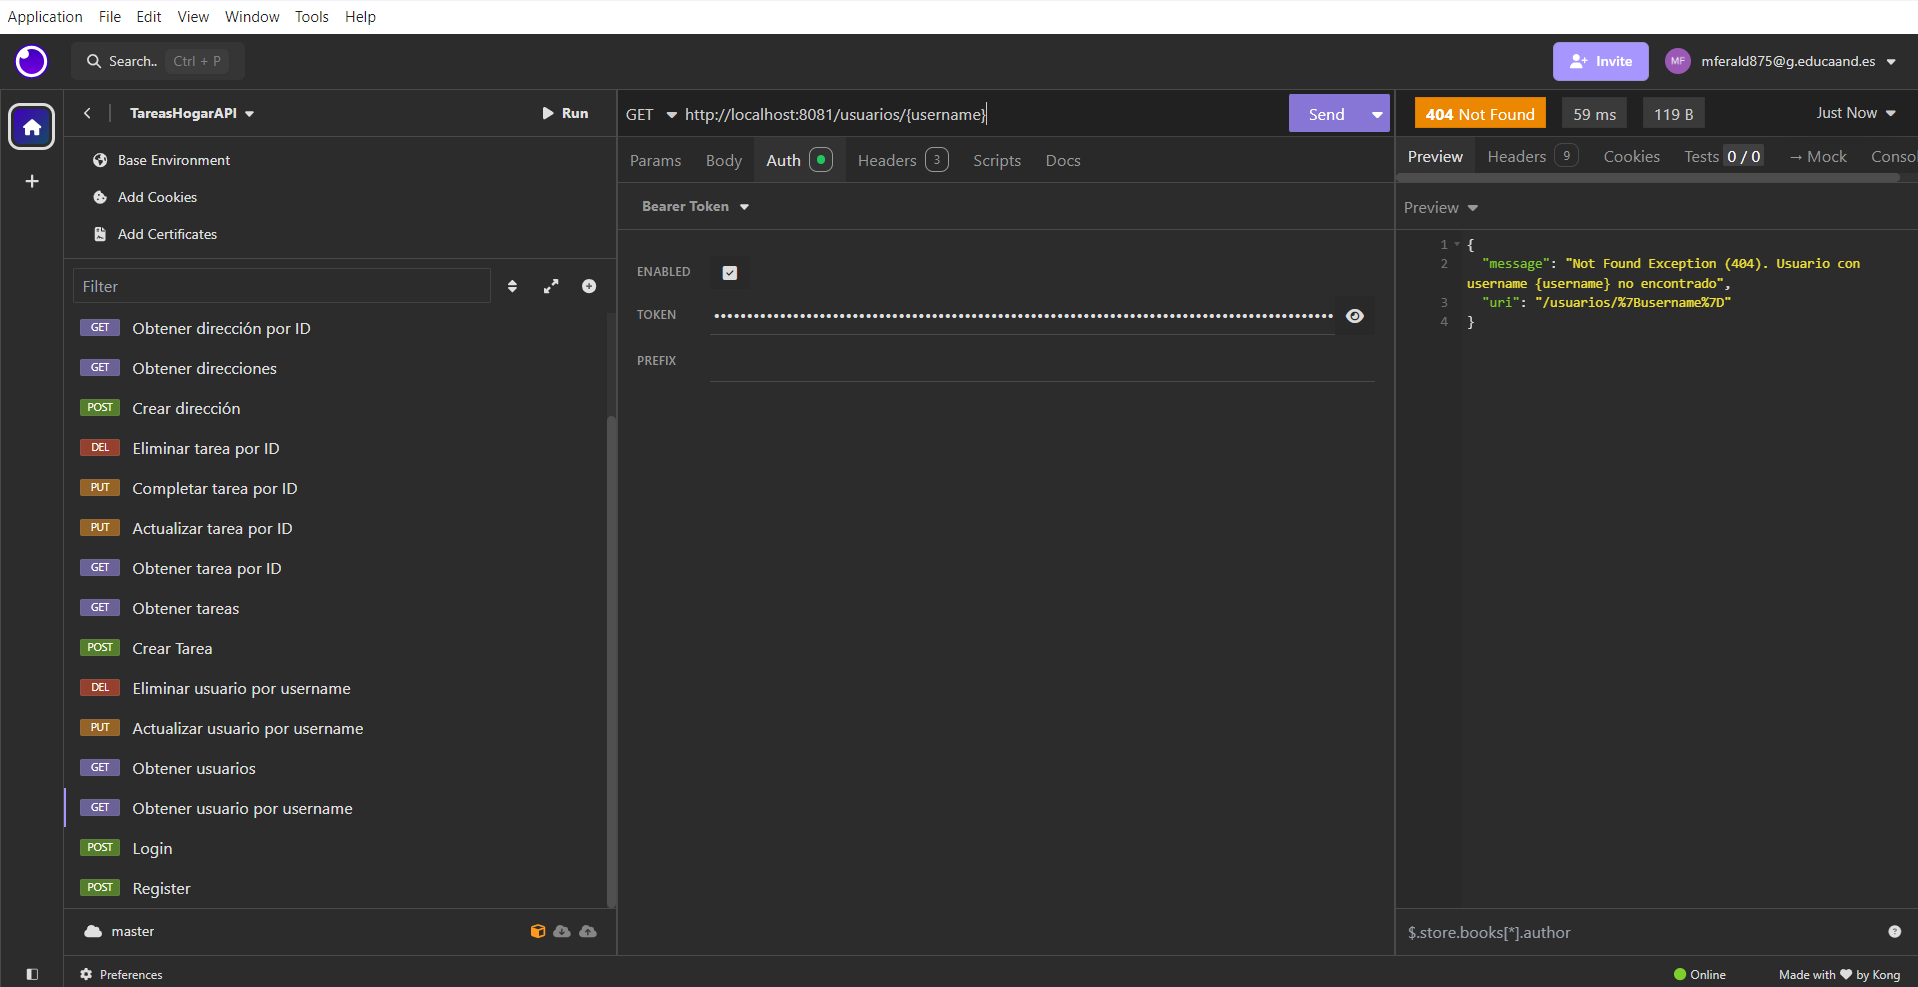 Application File Edit View Window Tools Help
Search.. Ctrl + P
Invite
MF mferald875@g.educaand.es
TareasHogarAPI
Run
Base Environment
Add Cookies
Add Certificates
Filter
GET Obtener dirección por ID
GET Obtener direcciones
POST Crear dirección
DEL Eliminar tarea por ID
PUT Completar tarea por ID
PUT Actualizar tarea por ID
GET Obtener tarea por ID
GET Obtener tareas
POST Crear Tarea
DEL Eliminar usuario por username
PUT Actualizar usuario por username
GET Obtener usuarios
GET Obtener usuario por username
POST Login
POST Register
master
Preferences
GET http://localhost:8081/usuarios/{username}
Send
Params Body Auth Headers 3 Scripts Docs
Bearer Token
ENABLED
TOKEN ••••••••••••••••••••••••••••••••••••••••••••••••••••••••••••••••••••••••••••••••••••••••••••
PREFIX
404 Not Found 59 ms 119 B Just Now
Preview Headers 9 Cookies Tests 0 / 0 → Mock Conso
Preview
1 {
2 "message": "Not Found Exception (404). Usuario con
username {username} no encontrado",
3 "uri": "/usuarios/%7Busername%7D"
4 }
$.store.books[*].author
?
Online
Made with ♥ by Kong